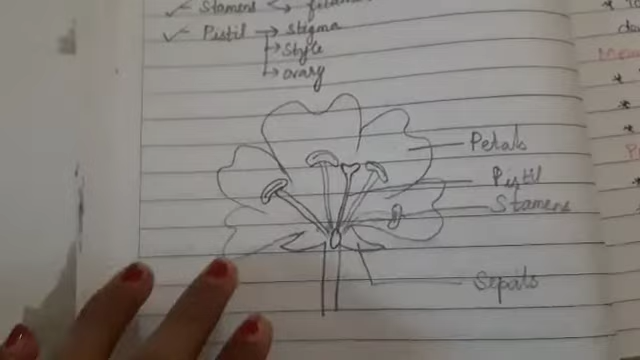 ✓ Stamens
✓ Pistil → stigma
→ Style
→ ovary
Petals
Pistil
Stamens
Sepals